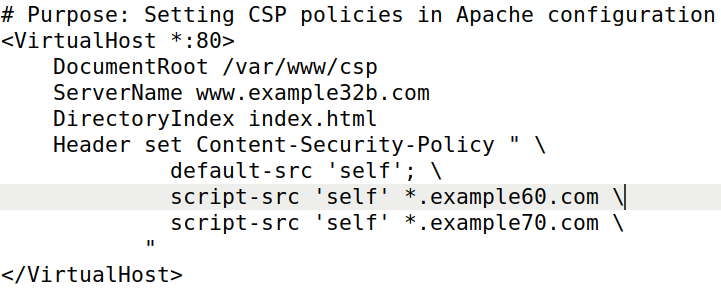 # Purpose: Setting CSP policies in Apache configuration
<VirtualHost *:80>
    DocumentRoot /var/www/csp
    ServerName www.example32b.com
    DirectoryIndex index.html
    Header set Content-Security-Policy " \
             default-src 'self'; \
             script-src 'self' *.example60.com \
             script-src 'self' *.example70.com \
           "
</VirtualHost>